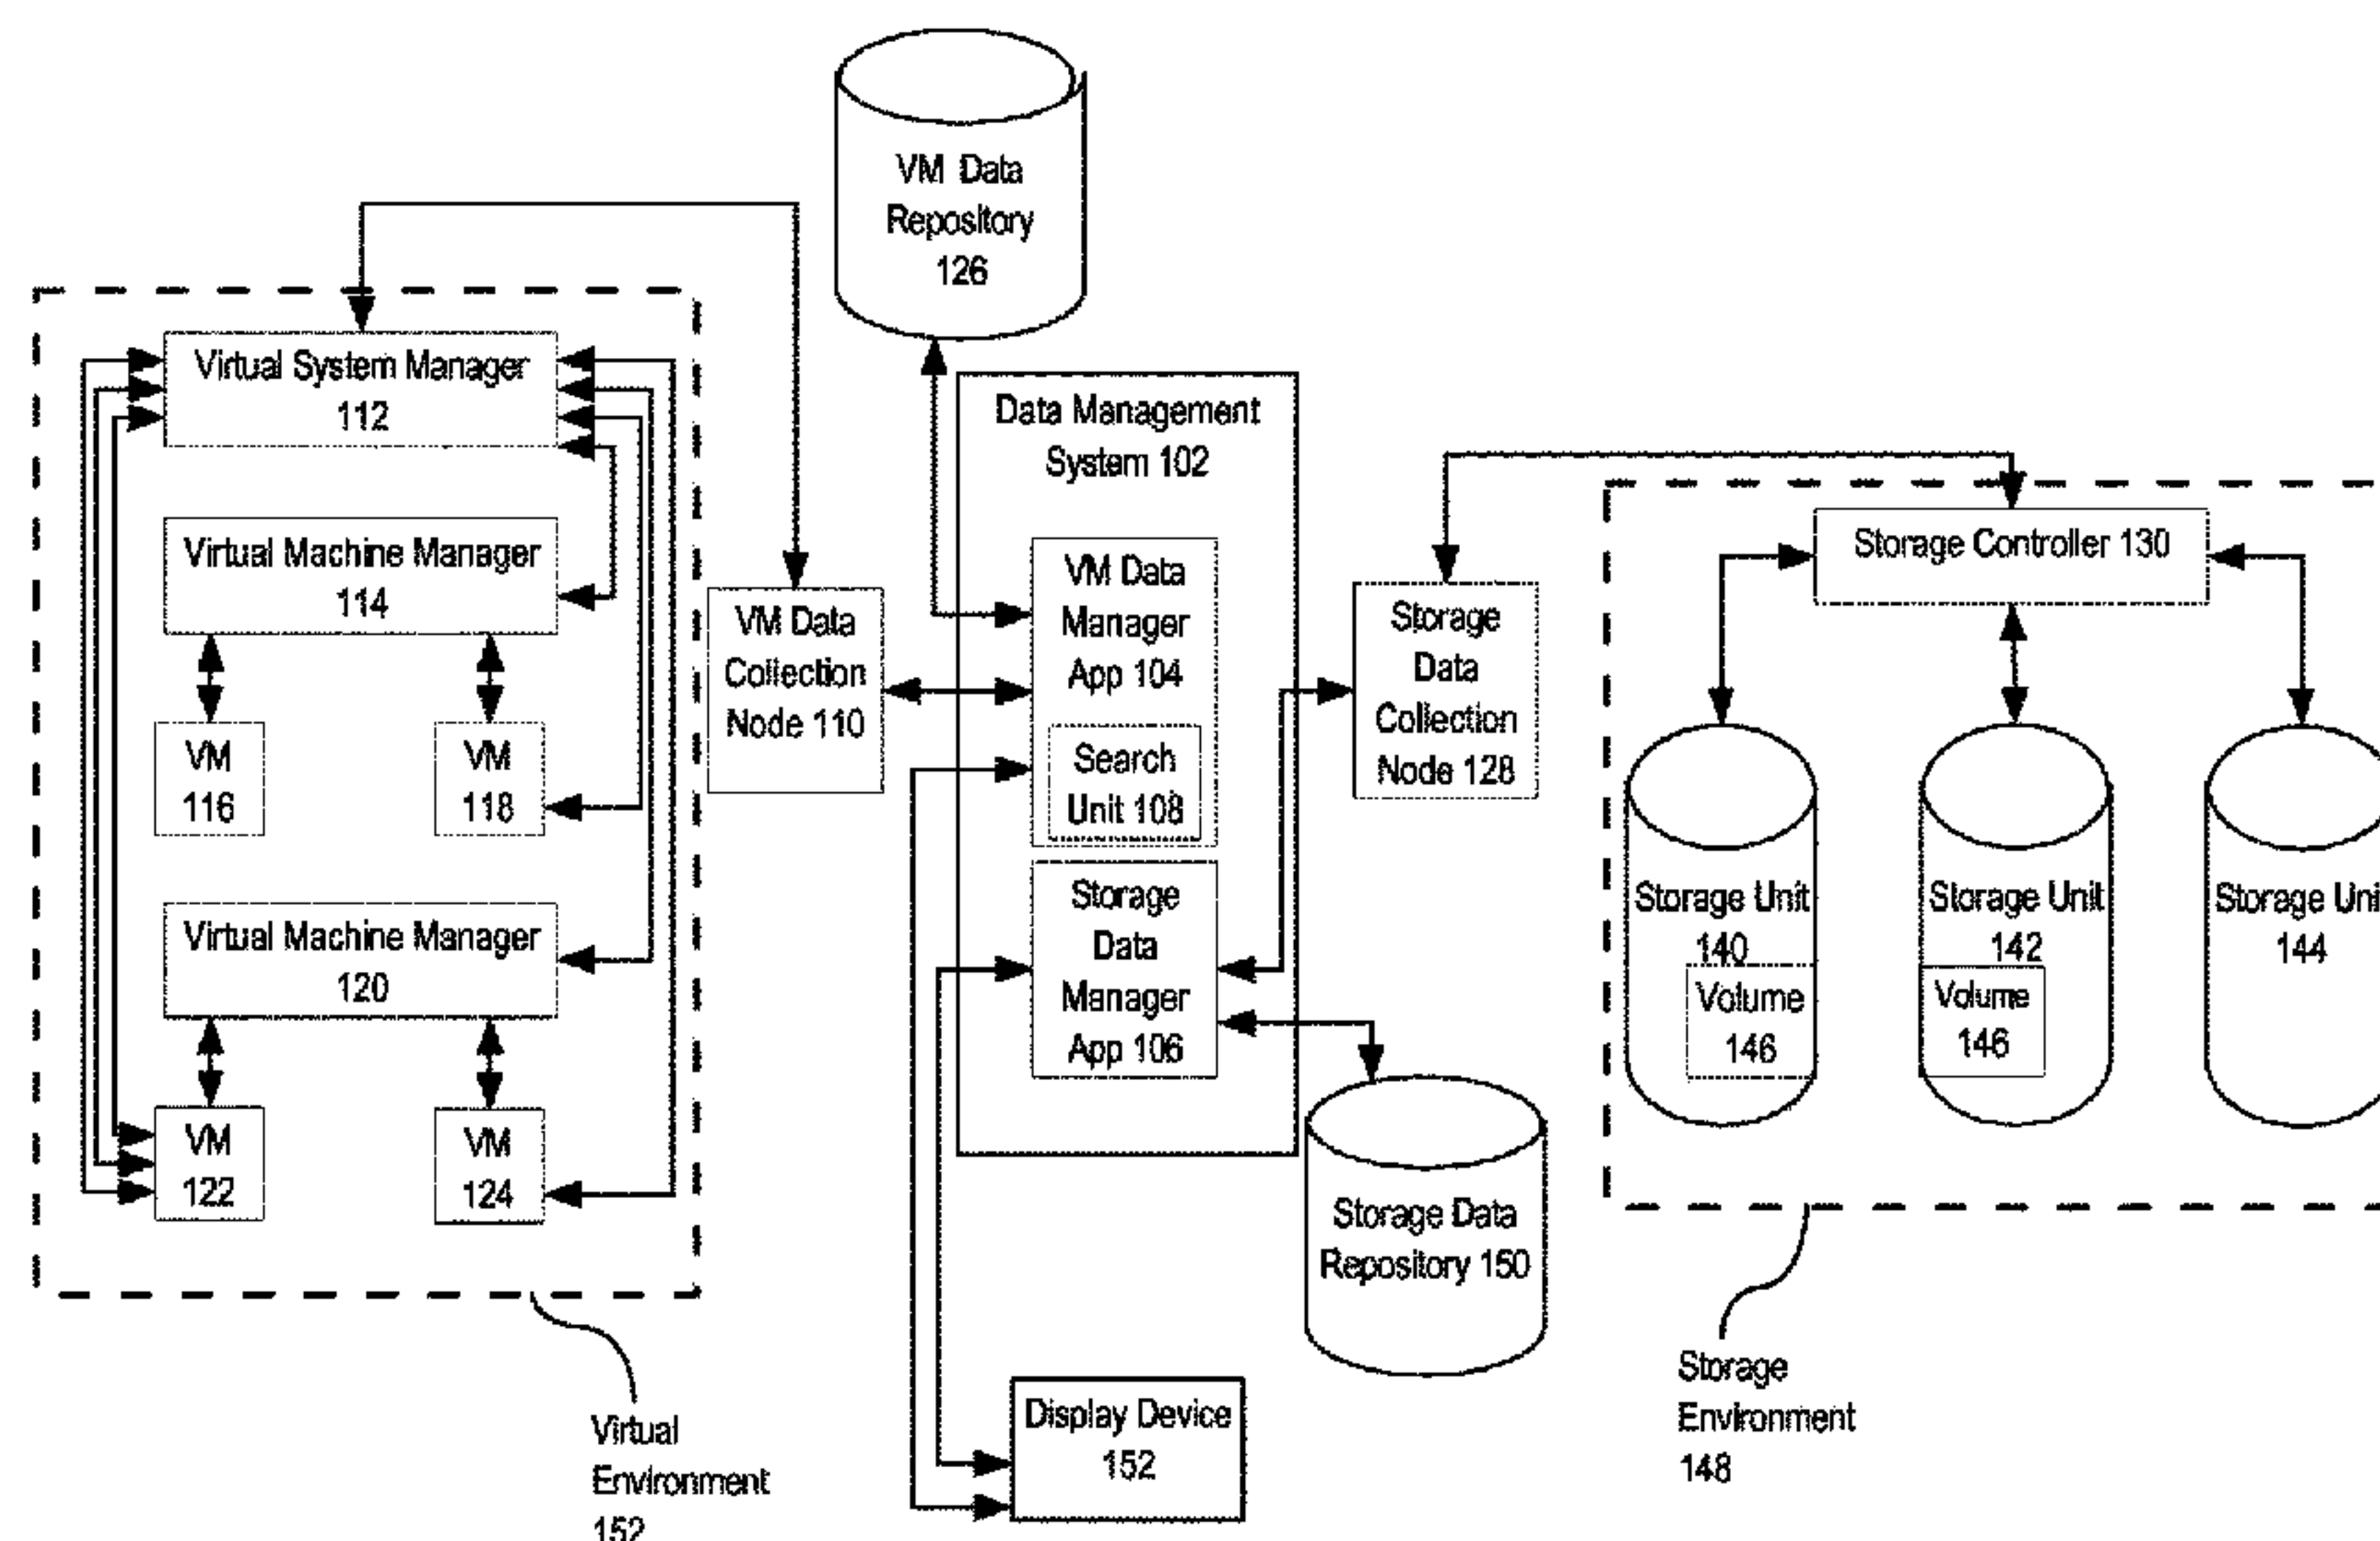 VM Data
Repository
126
Virtual System Manager
112
Virtual Machine Manager
114
VM
116
VM
118
Virtual Machine Manager
120
VM
122
VM
124
Virtual
Environment
152
VM Data
Collection
Node 110
Data Management
System 102
VM Data
Manager
App 104
Search
Unit 108
Storage
Data
Manager
App 106
Display Device
152
Storage
Data
Collection
Node 128
Storage Data
Repository 150
Storage Controller 130
Storage Unit
140
Volume
146
Storage Unit
142
Volume
146
Storage Uni
144
Storage
Environment
148